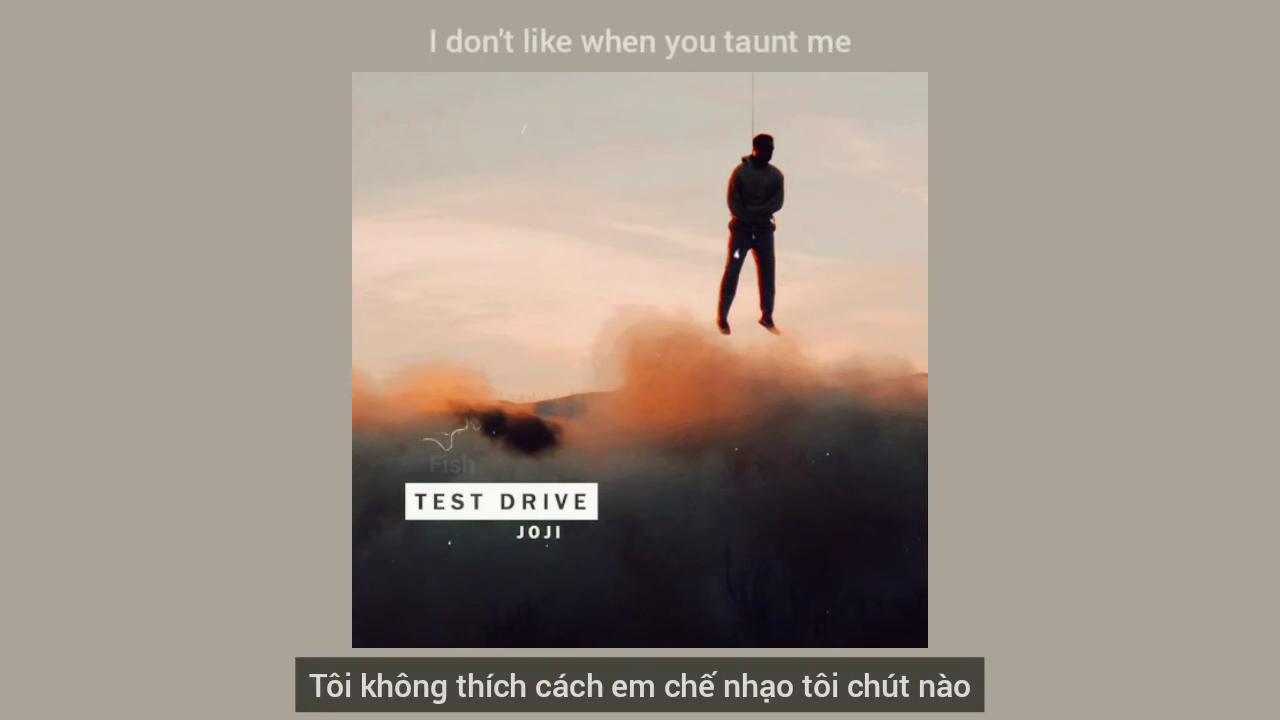 I don't like when you taunt me
Fish
TEST DRIVE
JOJI
Tôi không thích cách em chế nhạo tôi chút nào